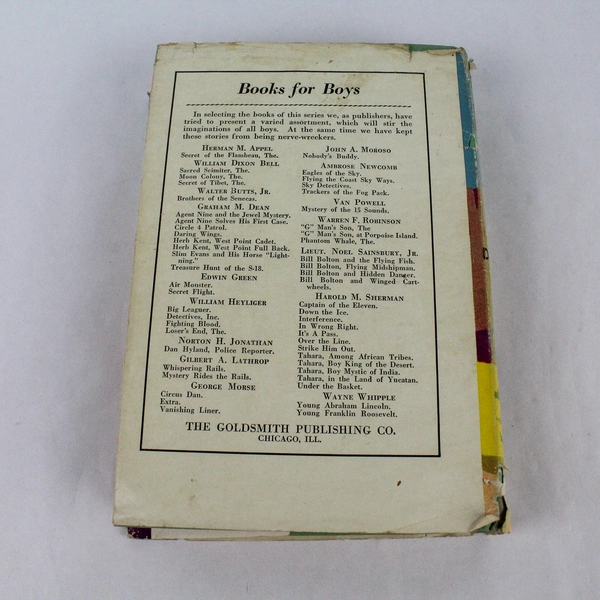 Books for Boys
In selecting the books of this series we, as publishers, have
tried to present a varied assortment, which will stir the
imaginations of all boys. At the same time we have kept
these stories from being nerve-wreckers.
HERMAN M. APPEL
Secret of the Flambeau, The.
WILLIAM DIXON BELL
Sacred Scimiter, The.
Moon Colony, The.
Secret of Tibet, The.
WALTER BUTTS, JR.
Brothers of the Senecas.
GRAHAM M. DEAN
Agent Nine and the Jewel Mystery.
Agent Nine Solves His First Case.
Circle 4 Patrol.
Daring Wings.
Herb Kent, West Point Cadet.
Herb Kent, West Point Full Back.
Slim Evans and His Horse "Light-
ning."
Treasure Hunt of the S-18.
EDWIN GREEN
Air Monster.
Secret Flight.
WILLIAM HEYLIGER
Big Leaguer.
Detectives, Inc.
Fighting Blood.
Loser's End, The.
NORTON H. JONATHAN
Dan Hyland, Police Reporter.
GILBERT A. LATHROP
Whispering Rails.
Mystery Rides the Rails.
GEORGE MORSE
Circus Dan.
Extra.
Vanishing Liner.
JOHN A. MOROSO
Nobody's Buddy.
AMBROSE NEWCOMB
Eagles of the Sky.
Flying the Coast Sky Ways.
Sky Detectives.
Trackers of the Fog Pack.
VAN POWELL
Mystery of the 15 Sounds.
WARREN F. ROBINSON
"G" Man's Son, The
"G" Man's Son, at Porpoise Island.
Phantom Whale, The.
LIEUT. NOEL SAINSBURY, JR.
Bill Bolton and the Flying Fish.
Bill Bolton, Flying Midshipman.
Bill Bolton and Hidden Danger.
Bill Bolton and Winged Cart-
wheels.
HAROLD M. SHERMAN
Captain of the Eleven.
Down the Ice.
Interference.
In Wrong Right.
It's A Pass.
Over the Line.
Strike Him Out.
Tahara, Among African Tribes.
Tahara, Boy King of the Desert.
Tahara, Boy Mystic of India.
Tahara, in the Land of Yucatan.
Under the Basket.
WAYNE WHIPPLE
Young Abraham Lincoln.
Young Franklin Roosevelt.
THE GOLDSMITH PUBLISHING CO.
CHICAGO, ILL.